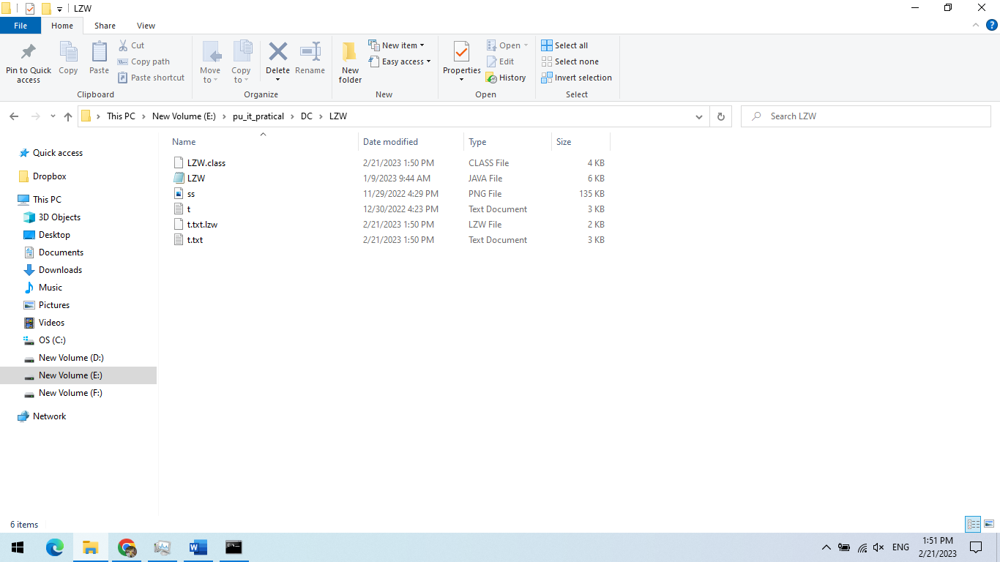 LZW
File Home Share View
Pin to Quick access
Copy
Paste
Cut
Copy path
Paste shortcut
Clipboard
Move to
Copy to
Delete
Rename
Organize
New folder
New item
Easy access
New
Properties
Open
Edit
History
Open
Select all
Select none
Invert selection
Select
This PC New Volume (E:) pu_it_pratical DC LZW
Search LZW
Quick access
Dropbox
This PC
3D Objects
Desktop
Documents
Downloads
Music
Pictures
Videos
OS (C:)
New Volume (D:)
New Volume (E:)
New Volume (F:)
Network
Name Date modified Type Size
LZW.class 2/21/2023 1:50 PM CLASS File 4 KB
LZW 1/9/2023 9:44 AM JAVA File 6 KB
ss 11/29/2022 4:29 PM PNG File 135 KB
t 12/30/2022 4:23 PM Text Document 3 KB
t.txt.lzw 2/21/2023 1:50 PM LZW File 2 KB
t.txt 2/21/2023 1:50 PM Text Document 3 KB
6 items
ENG
1:51 PM
2/21/2023